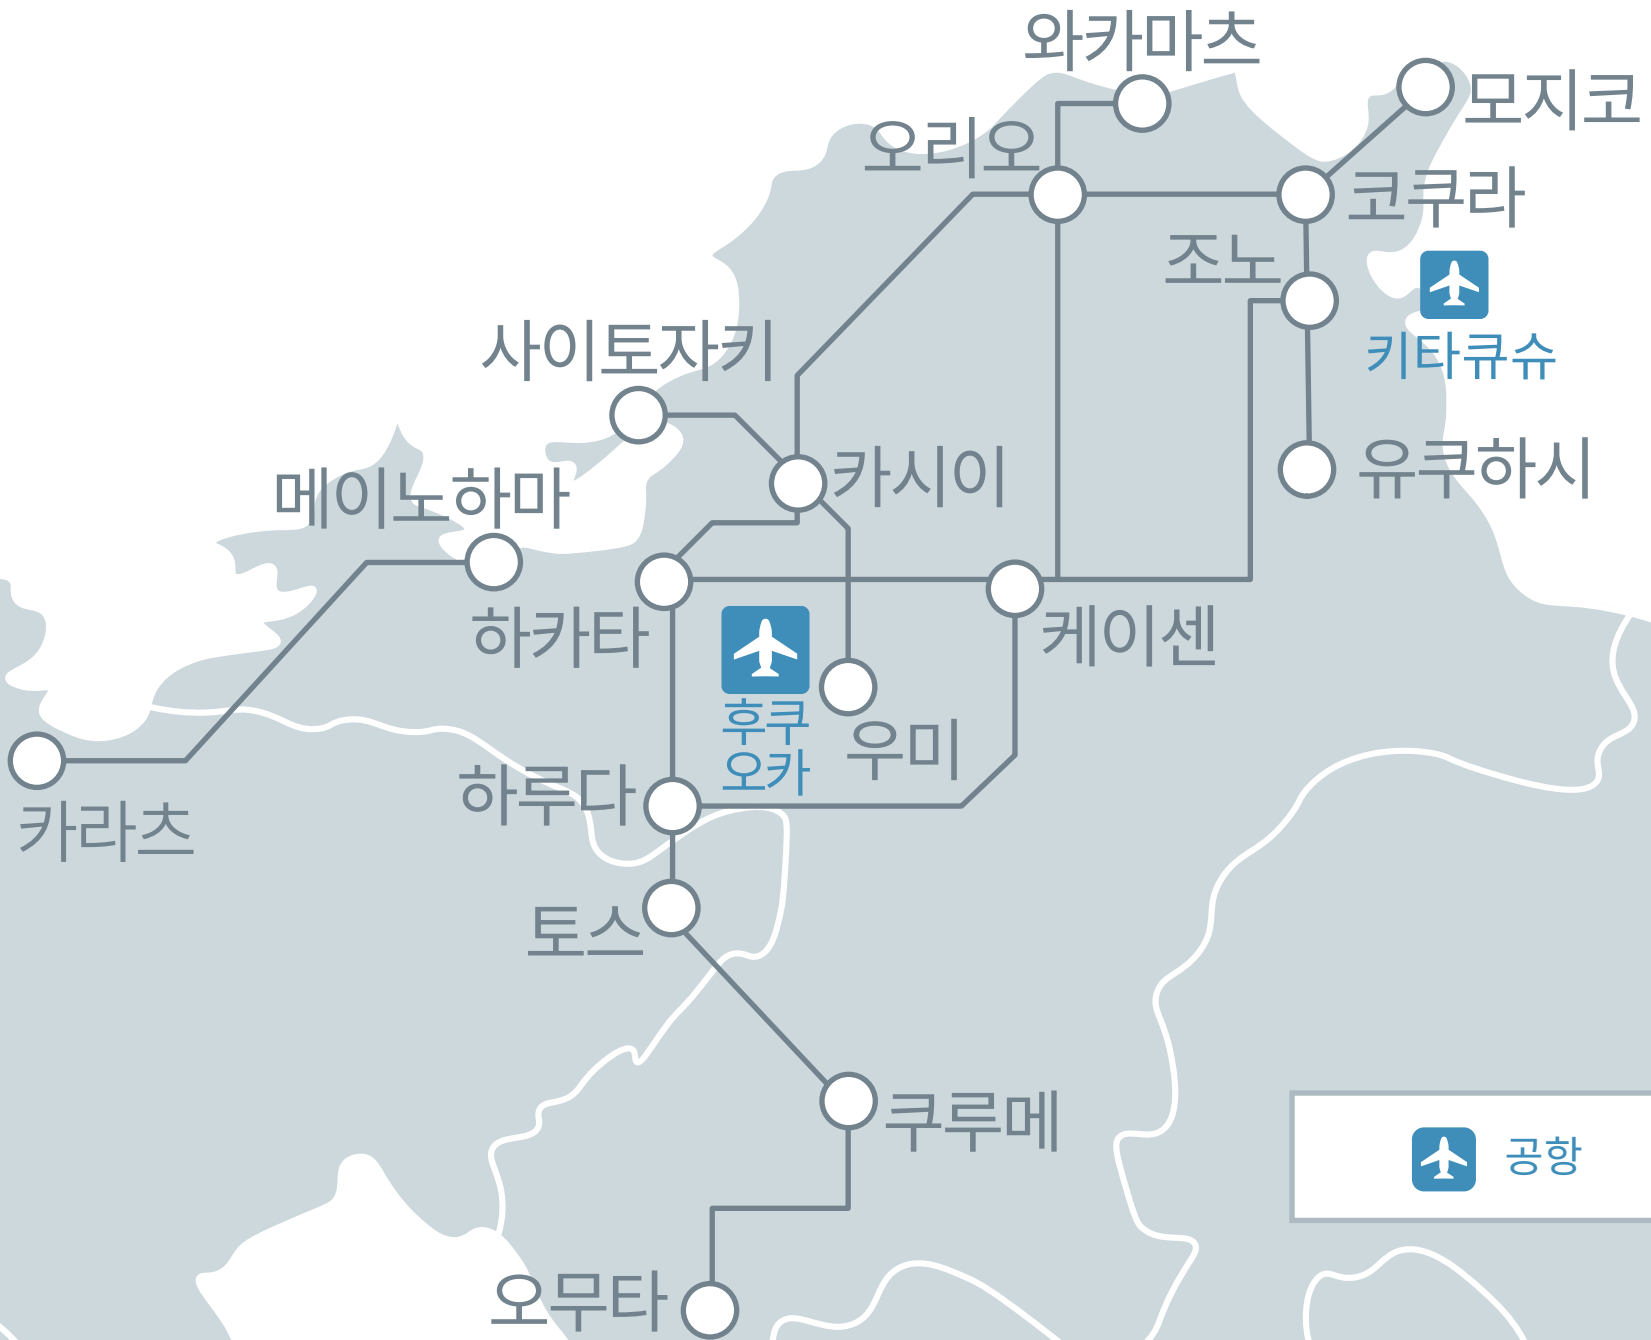 와카마츠
모지코
오리오
코쿠라
조노
키타큐슈
사이토자키
카시이
유쿠하시
메이노하마
하카타
케이센
후쿠
오카
우미
하루다
카라츠
토스
쿠루메
공항
오무타